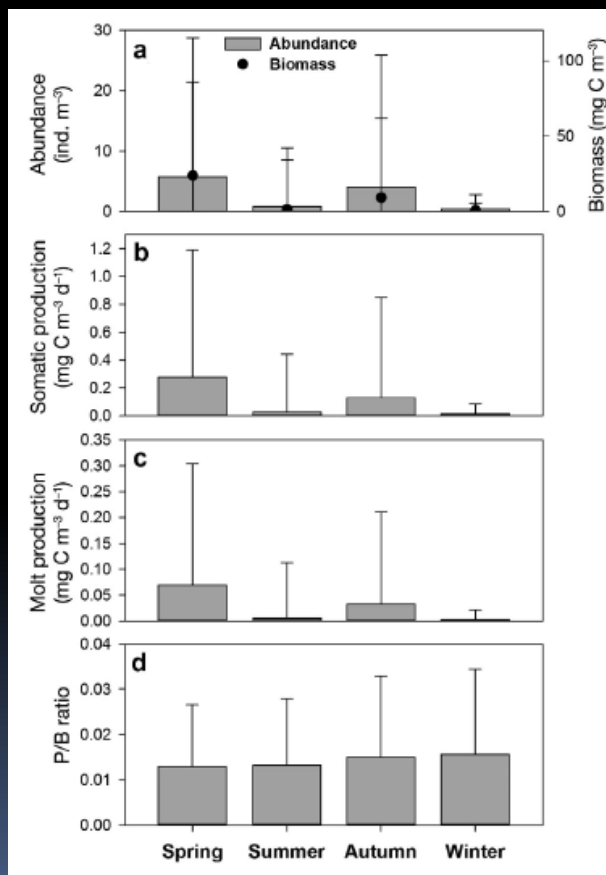 a
Abundance
Biomass
Abundance
(ind. m⁻³)
30
20
10
0
100
50
0
Biomass (mg C m⁻³)
b
Somatic production
(mg C m⁻³ d⁻¹)
1.2
1.0
0.8
0.6
0.4
0.2
0.0
c
Molt production
(mg C m⁻³ d⁻¹)
0.35
0.30
0.25
0.20
0.15
0.10
0.05
0.00
d
P/B ratio
0.04
0.03
0.02
0.01
0.00
Spring Summer Autumn Winter